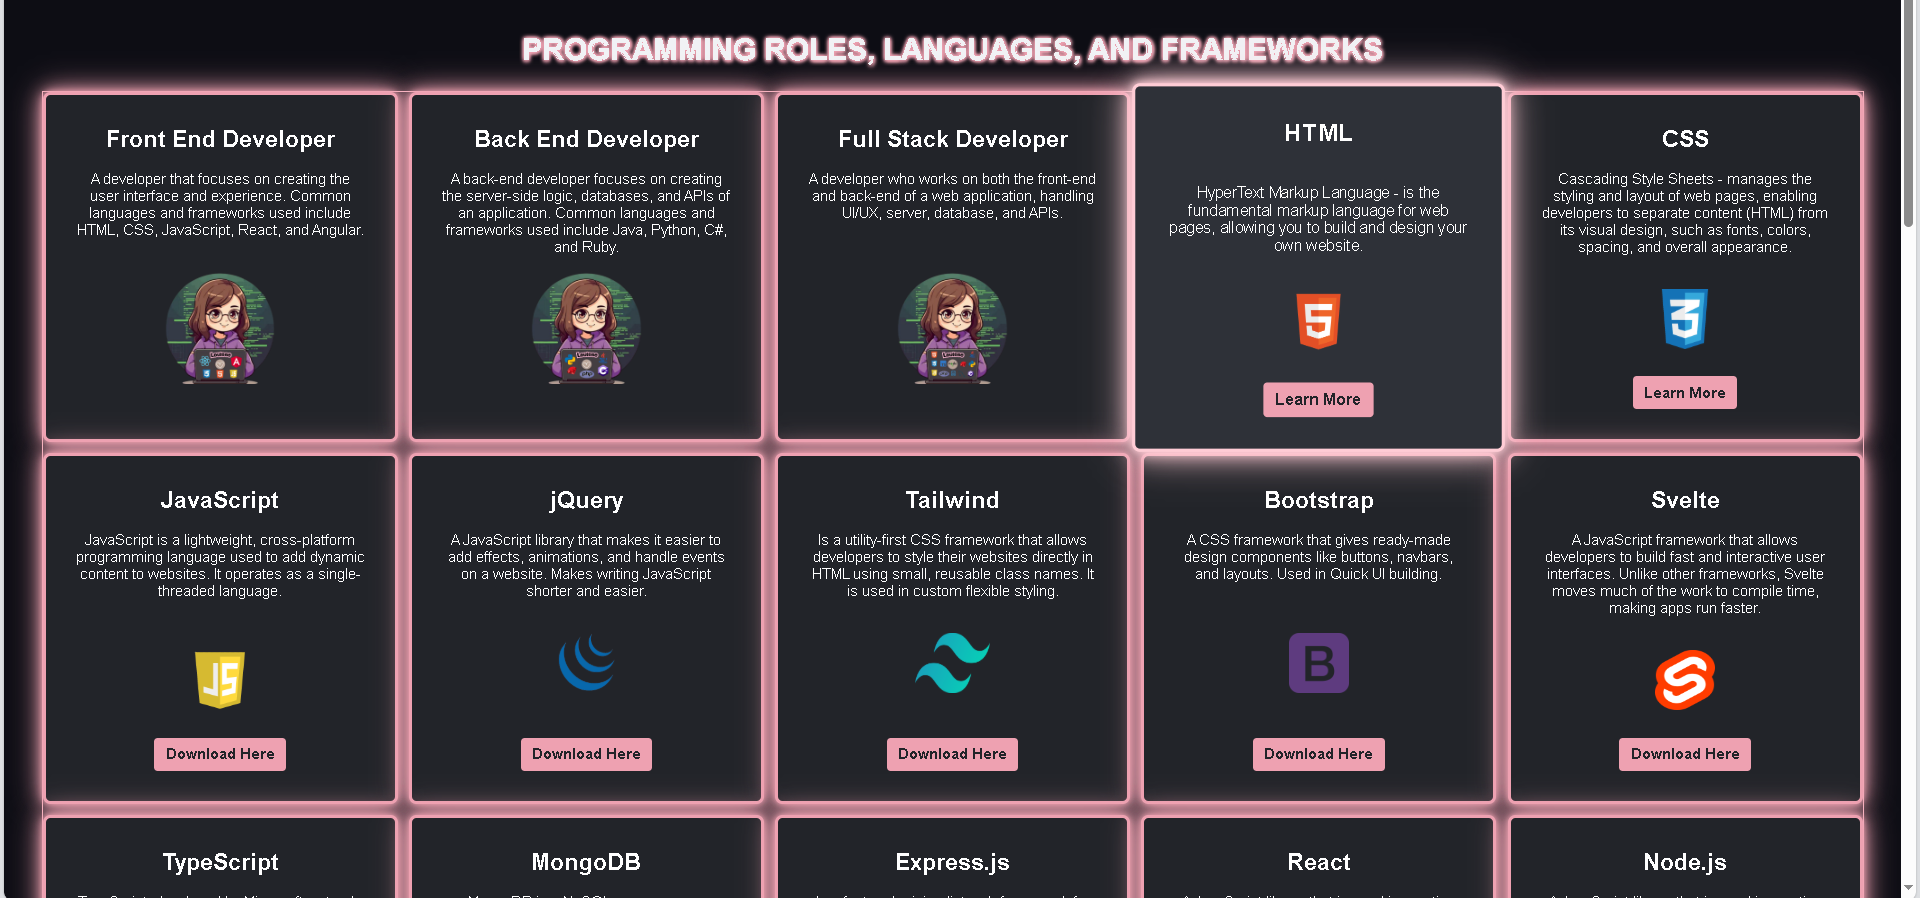 PROGRAMMING ROLES, LANGUAGES, AND FRAMEWORKS
Front End Developer
A developer that focuses on creating the
user interface and experience. Common
languages and frameworks used include
HTML, CSS, JavaScript, React, and Angular.
Back End Developer
A back-end developer focuses on creating
the server-side logic, databases, and APIs of
an application. Common languages and
frameworks used include Java, Python, C#,
and Ruby.
Full Stack Developer
A developer who works on both the front-end
and back-end of a web application, handling
UI/UX, server, database, and APIs.
HTML
HyperText Markup Language - is the
fundamental markup language for web
pages, allowing you to build and design your
own website.
5
Learn More
CSS
Cascading Style Sheets - manages the
styling and layout of web pages, enabling
developers to separate content (HTML) from
its visual design, such as fonts, colors,
spacing, and overall appearance.
3
Learn More
JavaScript
JavaScript is a lightweight, cross-platform
programming language used to add dynamic
content to websites. It operates as a single-
threaded language.
JS
Download Here
jQuery
A JavaScript library that makes it easier to
add effects, animations, and handle events
on a website. Makes writing JavaScript
shorter and easier.
Download Here
Tailwind
Is a utility-first CSS framework that allows
developers to style their websites directly in
HTML using small, reusable class names. It
is used in custom flexible styling.
Download Here
Bootstrap
A CSS framework that gives ready-made
design components like buttons, navbars,
and layouts. Used in Quick UI building.
B
Download Here
Svelte
A JavaScript framework that allows
developers to build fast and interactive user
interfaces. Unlike other frameworks, Svelte
moves much of the work to compile time,
making apps run faster.
S
Download Here
TypeScript
MongoDB
Express.js
React
Node.js